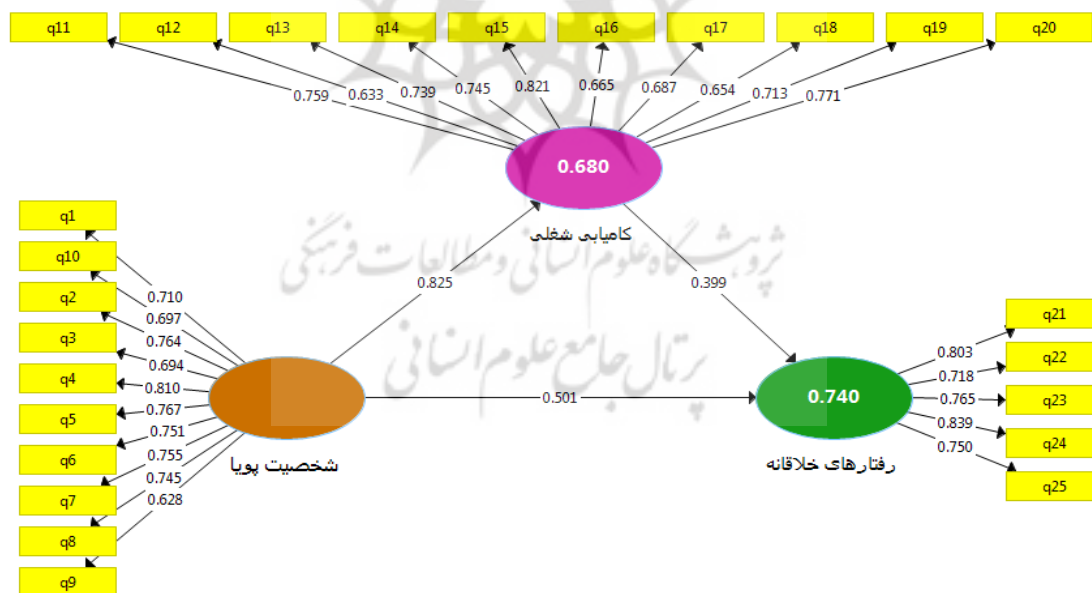 q11 q12 q13 q14 q15 q16 q17 q18 q19 q20
0.759 0.633 0.739 0.745 0.821 0.665 0.687 0.654 0.713 0.771
0.680
کامیابی شغلی
q1
q10
q2
q3
q4
q5
q6
q7
q8
q9
0.710
0.697
0.764
0.694
0.810
0.767
0.751
0.755
0.745
0.628
شخصیت پویا
0.825
0.399
0.501
پژوهشگاه علوم انسانی و مطالعات فرهنگی
پرتال جامع علوم انسانی
0.740
رفتارهای خلاقانه
0.803
0.718
0.765
0.839
0.750
q21
q22
q23
q24
q25